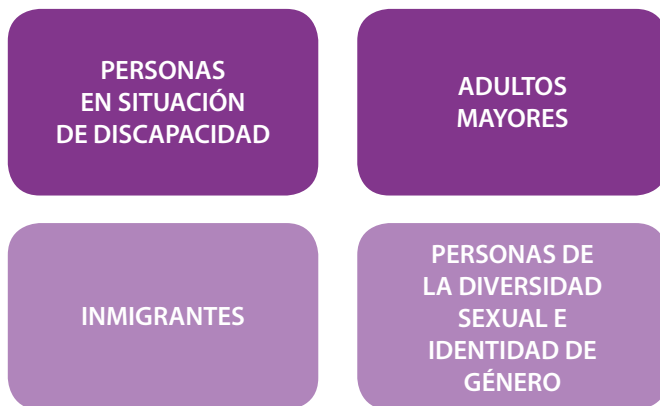 PERSONAS
EN SITUACIÓN
DE DISCAPACIDAD
ADULTOS
MAYORES
INMIGRANTES
PERSONAS DE
LA DIVERSIDAD
SEXUAL E
IDENTIDAD DE
GÉNERO